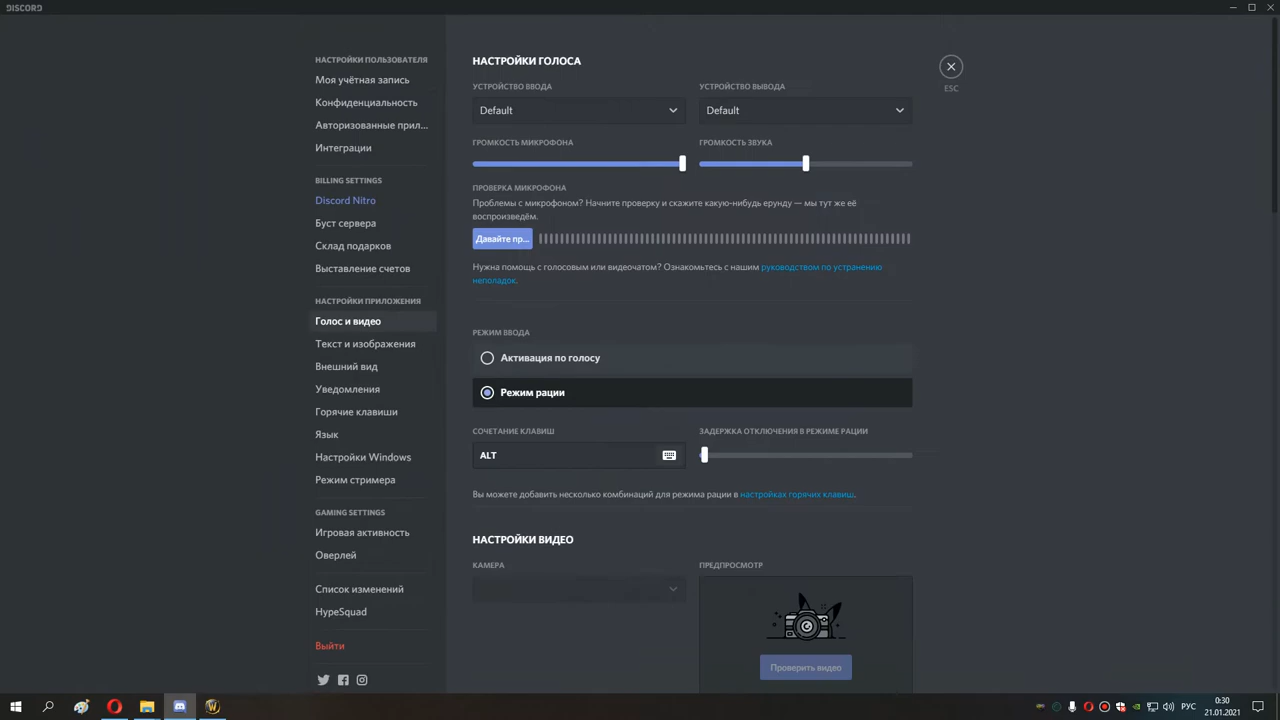 DISCORD
НАСТРОЙКИ ПОЛЬЗОВАТЕЛЯ
Моя учётная запись
Конфиденциальность
Авторизованные прил...
Интеграции
BILLING SETTINGS
Discord Nitro
Буст сервера
Склад подарков
Выставление счетов
НАСТРОЙКИ ПРИЛОЖЕНИЯ
Голос и видео
Текст и изображения
Внешний вид
Уведомления
Горячие клавиши
Язык
Настройки Windows
Режим стримера
GAMING SETTINGS
Игровая активность
Оверлей
Список изменений
HypeSquad
Выйти
НАСТРОЙКИ ГОЛОСА
УСТРОЙСТВО ВВОДА
Default
УСТРОЙСТВО ВЫВОДА
Default
ГРОМКОСТЬ МИКРОФОНА
ГРОМКОСТЬ ЗВУКА
ПРОВЕРКА МИКРОФОНА
Проблемы с микрофоном? Начните проверку и скажите какую-нибудь ерунду — мы тут же её
воспроизведём.
Давайте пр...
Нужна помощь с голосовым или видеочатом? Ознакомьтесь с нашим руководством по устранению
неполадок.
РЕЖИМ ВВОДА
Активация по голосу
Режим рации
СОЧЕТАНИЕ КЛАВИШ
ALT
ЗАДЕРЖКА ОТКЛЮЧЕНИЯ В РЕЖИМЕ РАЦИИ
Вы можете добавить несколько комбинаций для режима рации в настройках горячих клавиш.
НАСТРОЙКИ ВИДЕО
КАМЕРА
ПРЕДПРОСМОТР
Проверить видео
ESC
РУС
0:30
21.01.2021